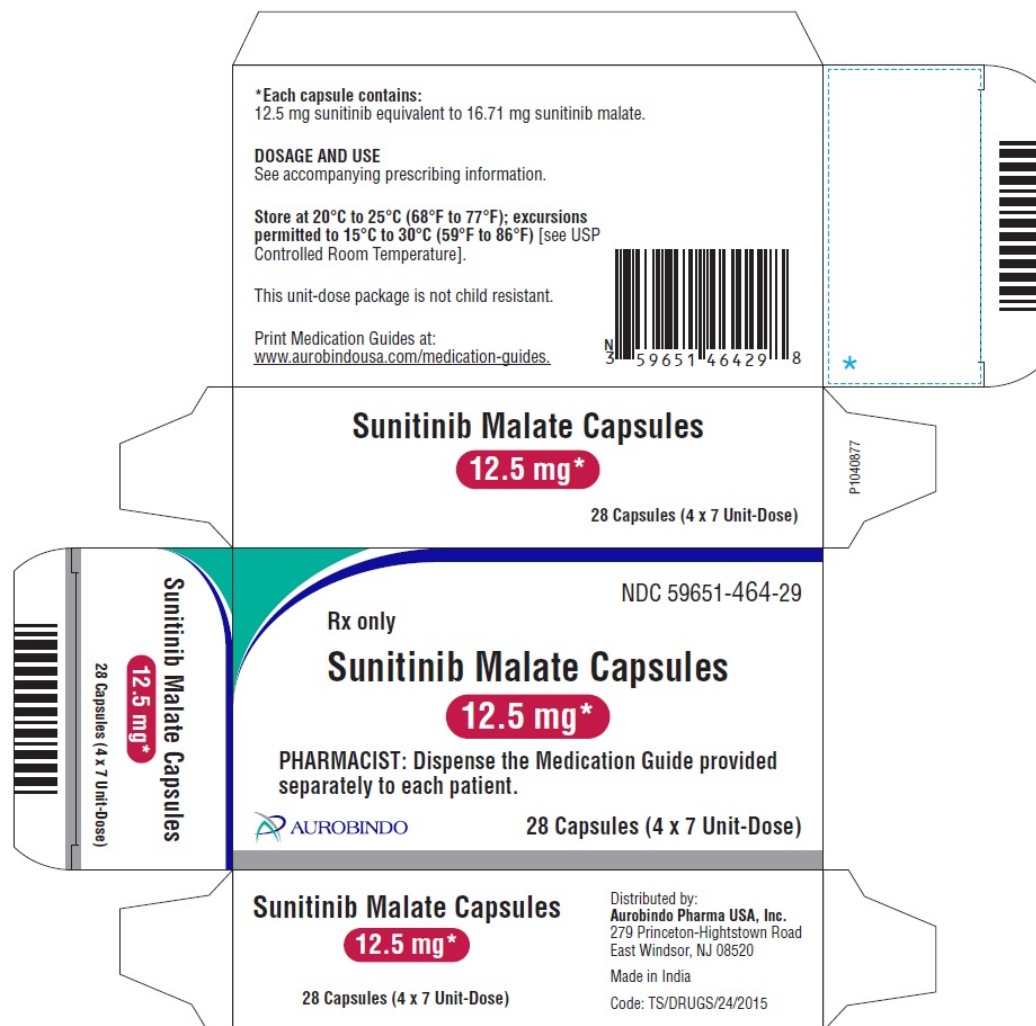 *Each capsule contains:
12.5 mg sunitinib equivalent to 16.71 mg sunitinib malate.
DOSAGE AND USE
See accompanying prescribing information.
Store at 20°C to 25°C (68°F to 77°F); excursions
permitted to 15°C to 30°C (59°F to 86°F) [see USP
Controlled Room Temperature].
This unit-dose package is not child resistant.
Print Medication Guides at:
www.aurobindousa.com/medication-guides.
N
3 59651 46429 8
*
Sunitinib Malate Capsules
12.5 mg*
28 Capsules (4 x 7 Unit-Dose)
P1040877
Sunitinib Malate Capsules
12.5 mg*
28 Capsules (4 x 7 Unit-Dose)
NDC 59651-464-29
Rx only
Sunitinib Malate Capsules
12.5 mg*
PHARMACIST: Dispense the Medication Guide provided
separately to each patient.
AUROBINDO
28 Capsules (4 x 7 Unit-Dose)
Sunitinib Malate Capsules
12.5 mg*
28 Capsules (4 x 7 Unit-Dose)
Distributed by:
Aurobindo Pharma USA, Inc.
279 Princeton-Hightstown Road
East Windsor, NJ 08520
Made in India
Code: TS/DRUGS/24/2015